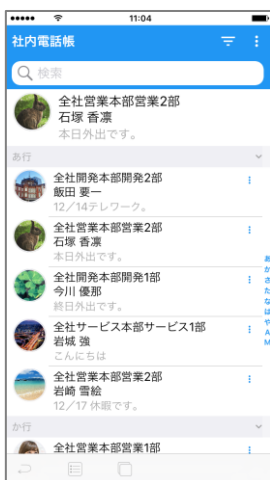 11:04
社内電話帳
検索
全社営業本部営業2部
石塚 香凛
本日外出です。
あ行
全社開発本部開発2部
飯田 要一
12／14テレワーク。
全社営業本部営業2部
石塚 香凛
本日外出です。
全社開発本部開発1部
今川 優那
終日外出です。
全社サービス本部サービス1部
岩城 強
こんにちは
全社営業本部営業2部
岩崎 雪絵
12／17 休暇です。
か行
全社営業本部営業1部
あ
か
さ
た
な
は
や
A
M